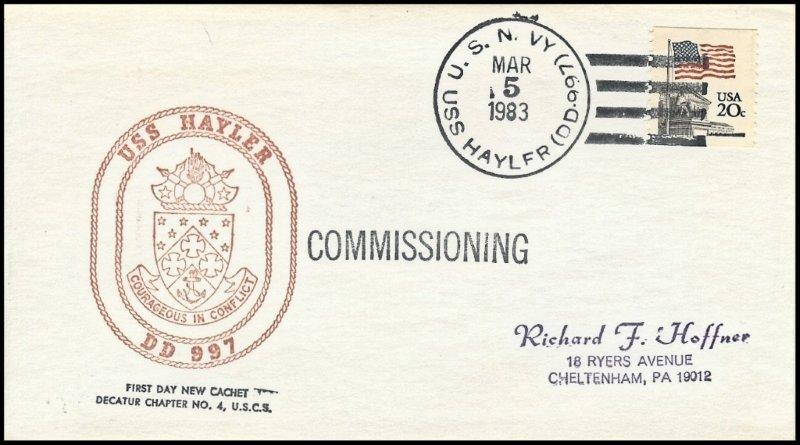 U. S. N. VY
MAR
5
1983
USS HAYLER (DD.997)
USA
20c
USS HAYLER
COURAGEOUS IN CONFLICT
DD 997
COMMISSIONING
Richard F. Hoffner
18 RYERS AVENUE
CHELTENHAM, PA 19012
FIRST DAY NEW CACHET
DECATUR CHAPTER NO. 4, U.S.C.S.